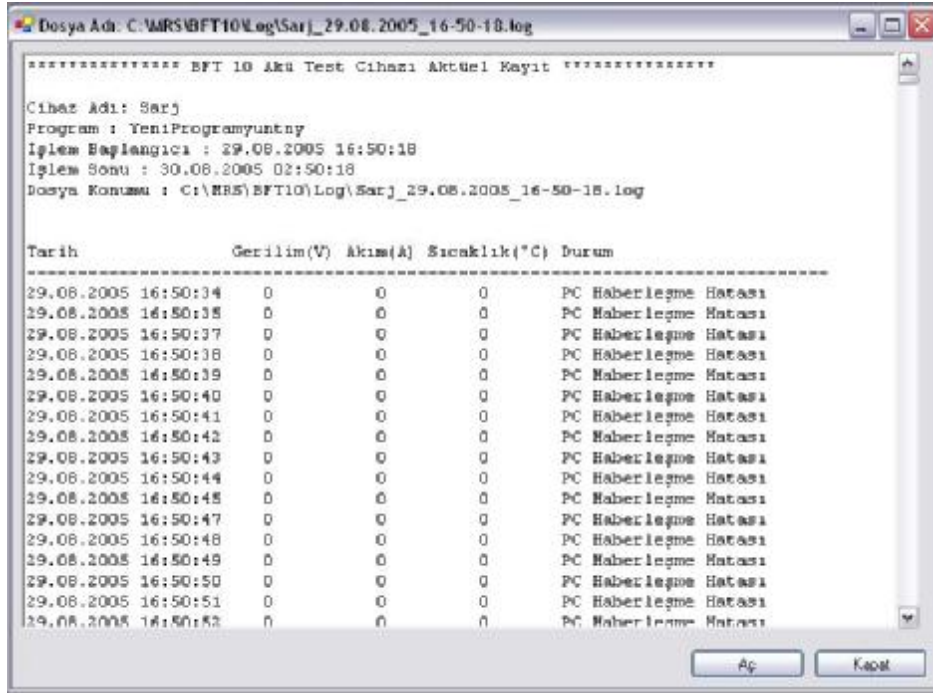 Dosya Adı: C:\MRS\BFT10\Log\Sarj_29.08.2005_16-50-18.log
*************** BFT 10 Akü Test Cihazı Aktüel Kayıt ***************
Cihaz Adı: Sarj
Program : YeniProgramyuntny
İşlem Başlangıcı : 29.08.2005 16:50:18
İşlem Sonu : 30.08.2005 02:50:18
Dosya Konumu : C:\MRS\BFT10\Log\Sarj_29.08.2005_16-50-18.log
Tarih Gerilim(V) Akım(A) Sıcaklık(°C) Durum
29.08.2005 16:50:34 0 0 0 PC Haberleşme Hatası
29.08.2005 16:50:35 0 0 0 PC Haberleşme Hatası
29.08.2005 16:50:37 0 0 0 PC Haberleşme Hatası
29.08.2005 16:50:38 0 0 0 PC Haberleşme Hatası
29.08.2005 16:50:39 0 0 0 PC Haberleşme Hatası
29.08.2005 16:50:40 0 0 0 PC Haberleşme Hatası
29.08.2005 16:50:41 0 0 0 PC Haberleşme Hatası
29.08.2005 16:50:42 0 0 0 PC Haberleşme Hatası
29.08.2005 16:50:43 0 0 0 PC Haberleşme Hatası
29.08.2005 16:50:44 0 0 0 PC Haberleşme Hatası
29.08.2005 16:50:45 0 0 0 PC Haberleşme Hatası
29.08.2005 16:50:47 0 0 0 PC Haberleşme Hatası
29.08.2005 16:50:48 0 0 0 PC Haberleşme Hatası
29.08.2005 16:50:49 0 0 0 PC Haberleşme Hatası
29.08.2005 16:50:50 0 0 0 PC Haberleşme Hatası
29.08.2005 16:50:51 0 0 0 PC Haberleşme Hatası
29.08.2005 16:50:52 0 0 0 PC Haberleşme Hatası
Aç Kapat